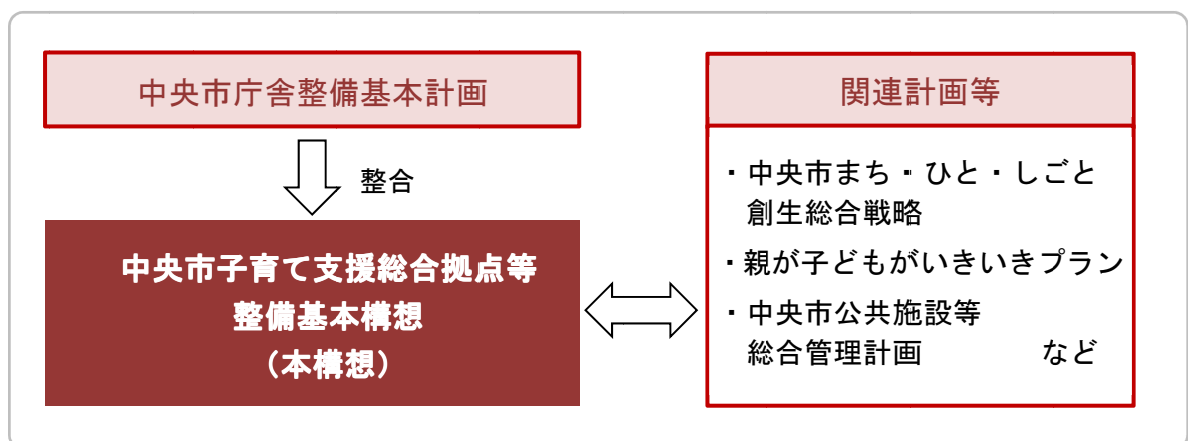 中央市庁舎整備基本計画
整合
中央市子育て支援総合拠点等
整備基本構想
（本構想）
関連計画等
・中央市まち・ひと・しごと
創生総合戦略
・親が子どもがいきいきプラン
・中央市公共施設等
総合管理計画　など